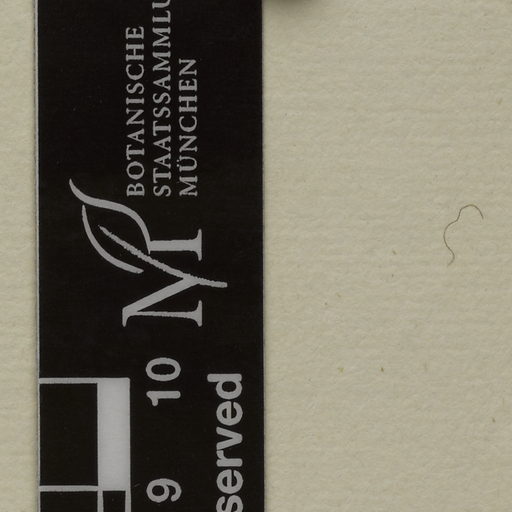 BOTANISCHE
STAATSSAMMLU
MÜNCHEN
M
9 10
served